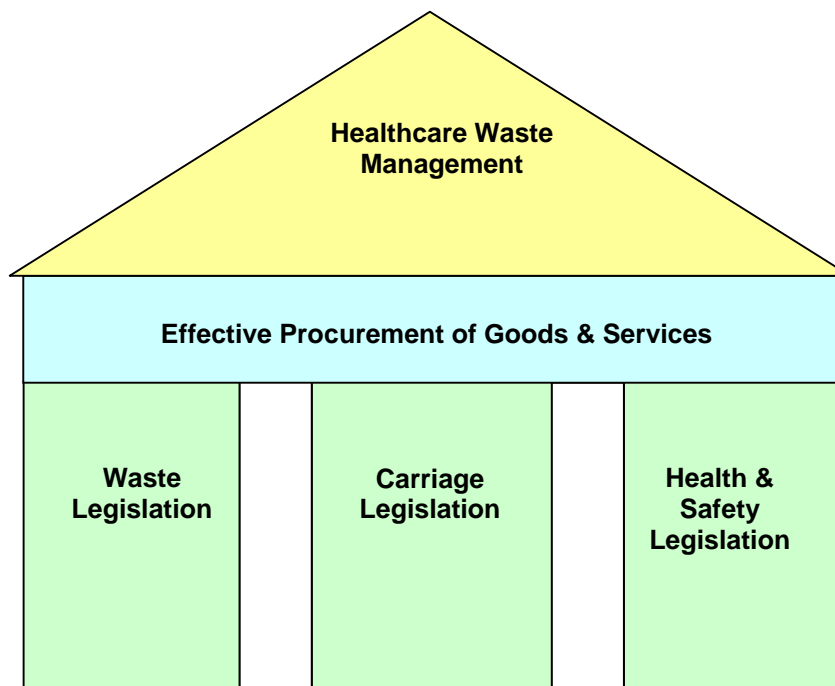 Healthcare Waste
Management
Effective Procurement of Goods & Services
Waste
Legislation
Carriage
Legislation
Health &
Safety
Legislation